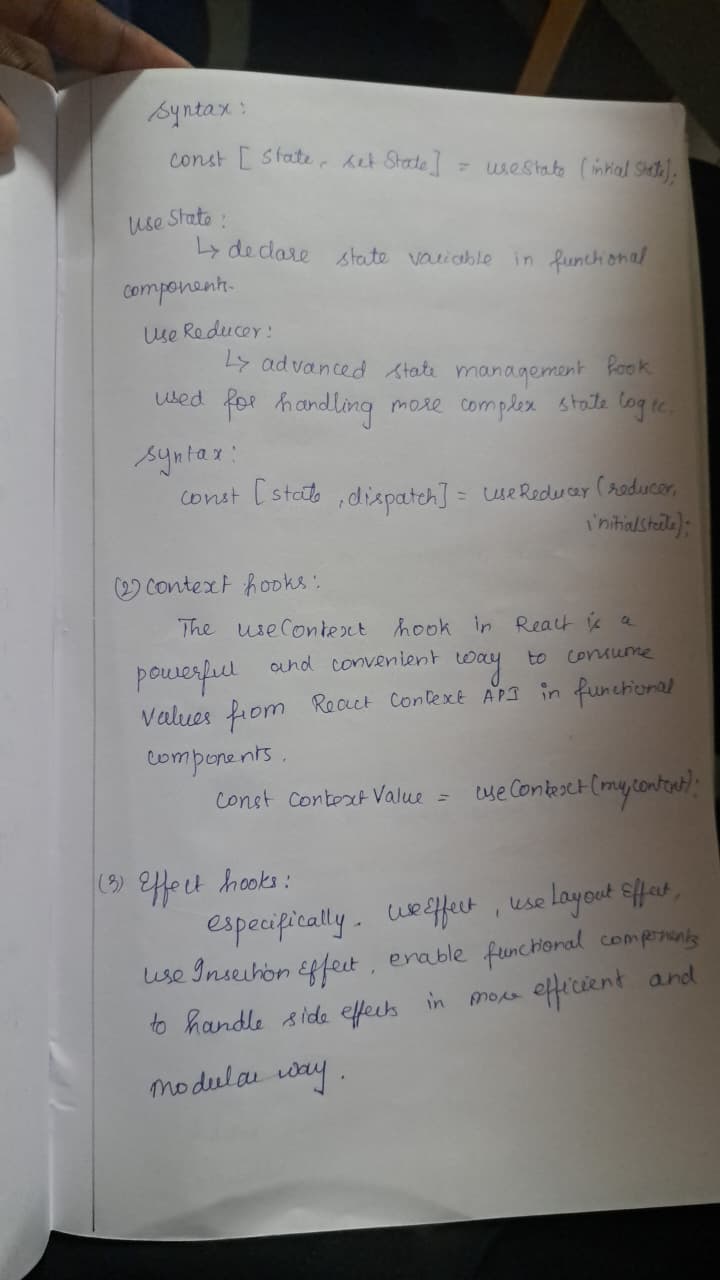 Syntax:
const [state, setState] = useState (initial State);
Use State:
↳ declare state variable in functional
component.
Use Reducer:
↳ advanced state management hook
used for handling more complex state logic.
Syntax:
const [state, dispatch] = useReducer (reducer,
initialState);
(2) Context hooks:
The useContext hook in React is a
powerful and convenient way to consume
values from React Context API in functional
components.
const ContextValue = useContext (my content);
(3) Effect hooks:
especifically. useEffect, use Layout Effect,
use Insection Effect, enable functional components
to handle side effects in more efficient and
modular way.